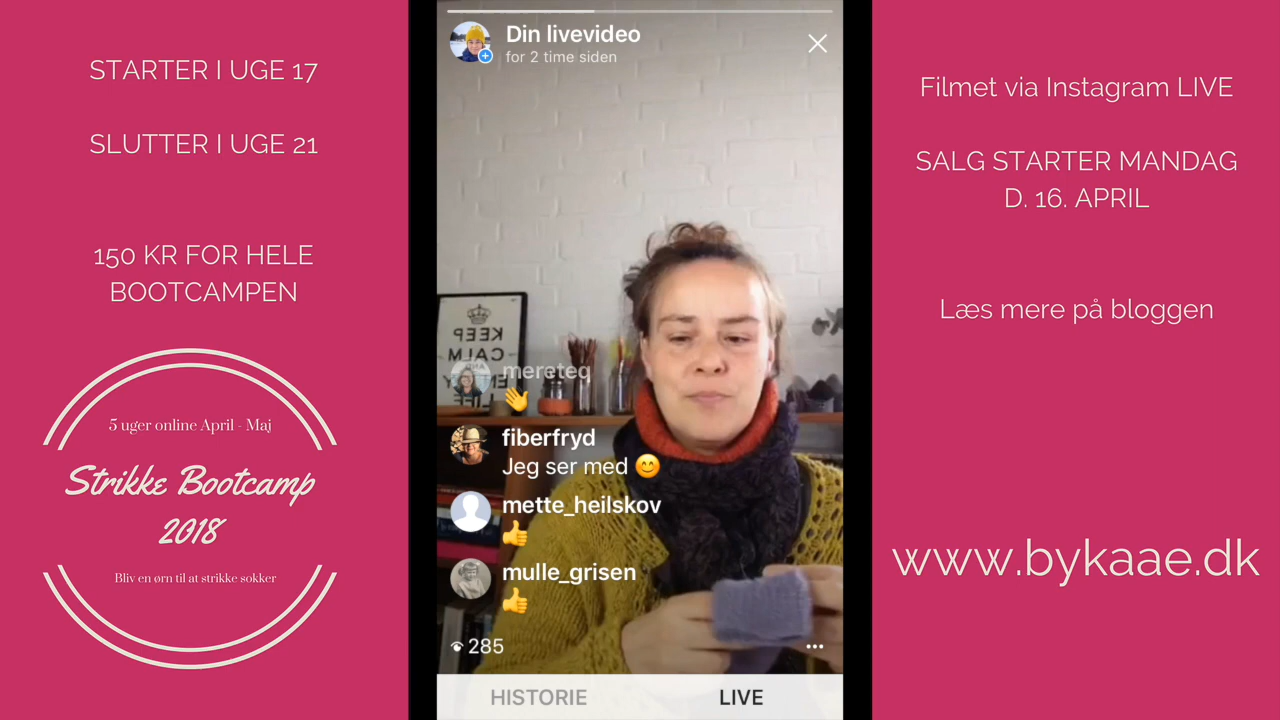 STARTER I UGE 17
SLUTTER I UGE 21
150 KR FOR HELE
BOOTCAMPEN
5 uger online April - Maj
Strikke Bootcamp
2018
Bliv en ørn til at strikke sokker
Din livevideo
for 2 time siden
KEEP
CALM
LIFE
mereteq
👋
fiberfryd
Jeg ser med 😊
mette_heilskov
👍
mulle_grisen
👍
285
HISTORIE LIVE
Filmet via Instagram LIVE
SALG STARTER MANDAG
D. 16. APRIL
Læs mere på bloggen
www.bykaae.dk